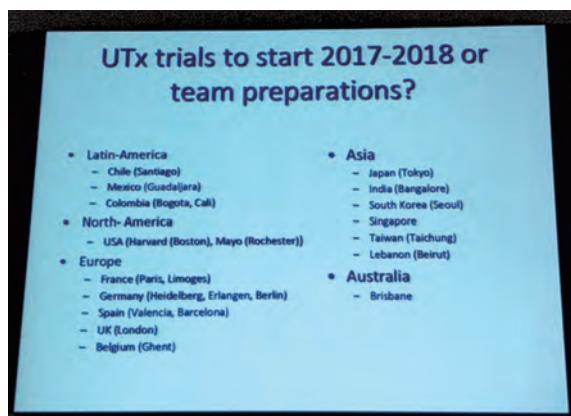 UTx trials to start 2017-2018 or
team preparations?
• Latin-America
– Chile (Santiago)
– Mexico (Guadaljara)
– Colombia (Bogota, Cali)
• North- America
– USA (Harvard (Boston), Mayo (Rochester))
• Europe
– France (Paris, Limoges)
– Germany (Heidelberg, Erlangen, Berlin)
– Spain (Valencia, Barcelona)
– UK (London)
– Belgium (Ghent)
• Asia
– Japan (Tokyo)
– India (Bangalore)
– South Korea (Seoul)
– Singapore
– Taiwan (Taichung)
– Lebanon (Beirut)
• Australia
– Brisbane